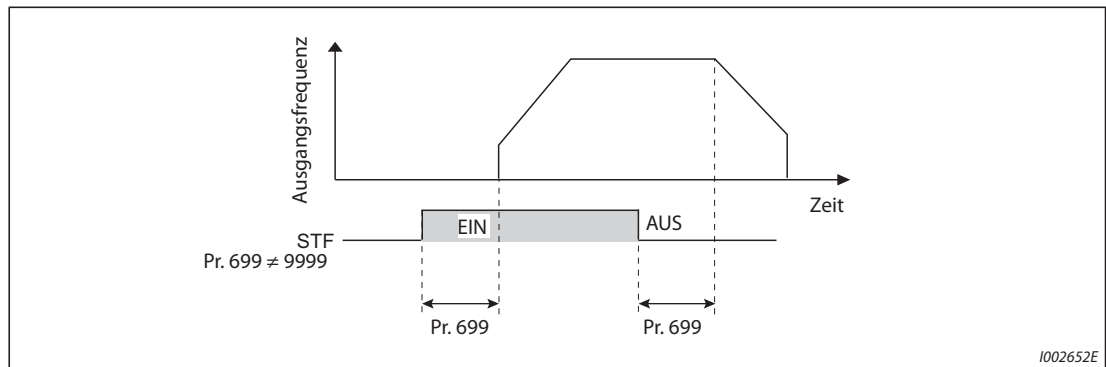 Ausgangsfrequenz
Zeit
EIN
AUS
STF
Pr. 699 ≠ 9999
Pr. 699
Pr. 699
I002652E